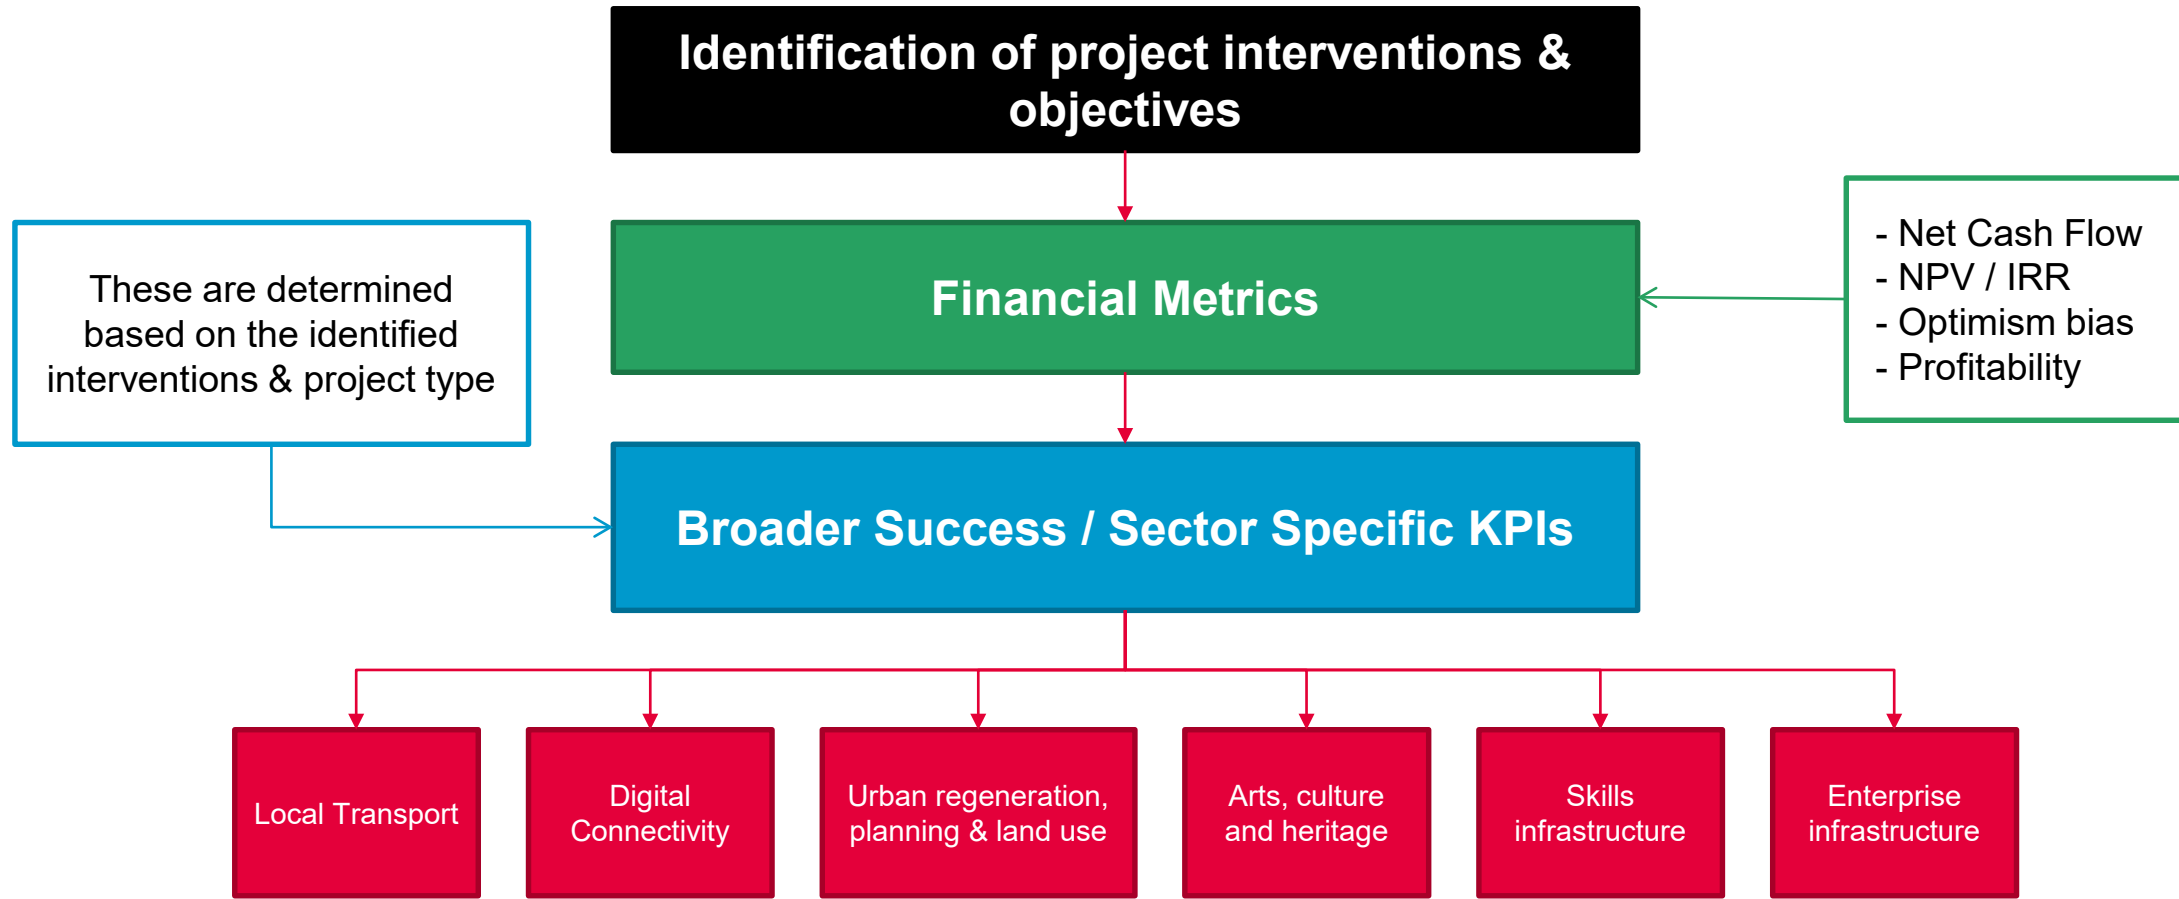 Identification of project interventions &
objectives
These are determined
based on the identified
interventions & project type
Financial Metrics
- Net Cash Flow
- NPV / IRR
- Optimism bias
- Profitability
Broader Success / Sector Specific KPIs
Local Transport
Digital
Connectivity
Urban regeneration,
planning & land use
Arts, culture
and heritage
Skills
infrastructure
Enterprise
infrastructure